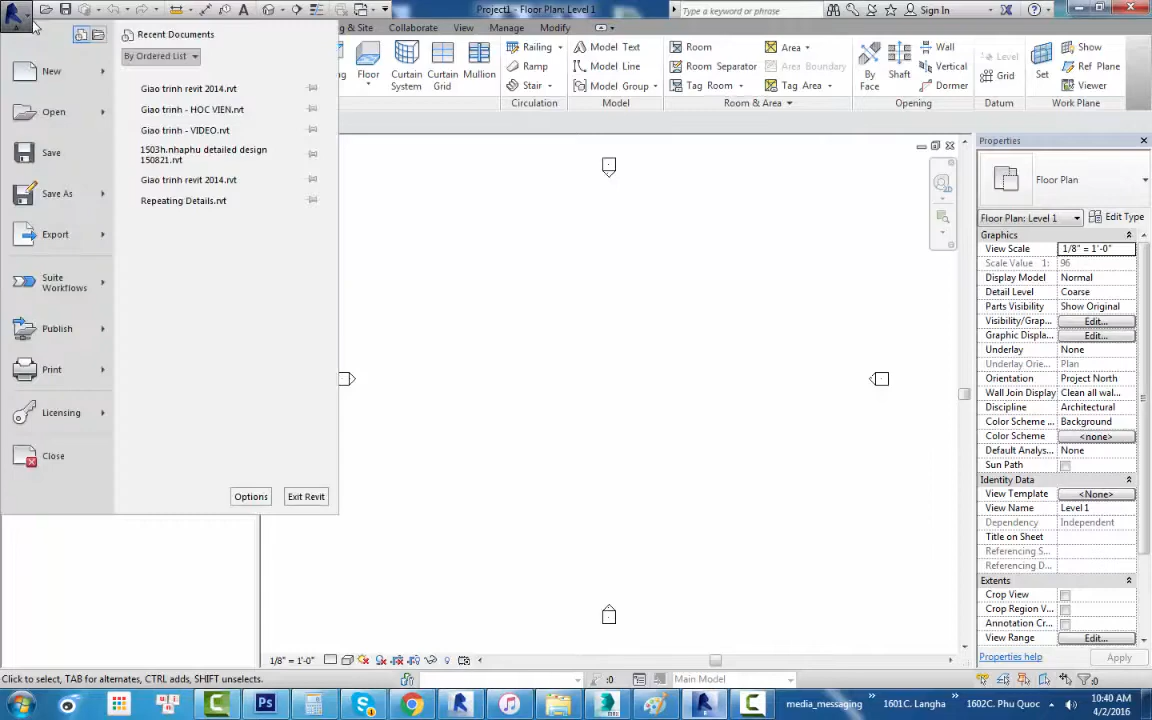 Project1 - Floor Plan: Level 1
Type a keyword or phrase
Sign In
ng & Site
Collaborate
View
Manage
Modify
Floor
Curtain System
Curtain Grid
Mullion
Railing
Ramp
Stair
Circulation
Model Text
Model Line
Model Group
Model
Room
Room Separator
Tag Room
Area
Area Boundary
Tag Area
Room & Area
By Face
Shaft
Wall
Vertical
Dormer
Opening
Level
Grid
Datum
Set
Show
Ref Plane
Viewer
Work Plane
Recent Documents
By Ordered List
New
Open
Save
Save As
Export
Suite Workflows
Publish
Print
Licensing
Close
Giao trinh revit 2014.rvt
Giao trinh - HOC VIEN.rvt
Giao trinh - VIDEO.rvt
1503h.nhaphu detailed design
150821.rvt
Giao trinh revit 2014.rvt
Repeating Details.rvt
Options
Exit Revit
Properties
Floor Plan
Floor Plan: Level 1
Edit Type
Graphics
View Scale 1/8" = 1'-0"
Scale Value 1: 96
Display Model Normal
Detail Level Coarse
Parts Visibility Show Original
Visibility/Grap... Edit...
Graphic Displa... Edit...
Underlay None
Underlay Orie... Plan
Orientation Project North
Wall Join Display Clean all wal...
Discipline Architectural
Color Scheme ... Background
Color Scheme <none>
Default Analys... None
Sun Path
Identity Data
View Template <None>
View Name Level 1
Dependency Independent
Title on Sheet
Referencing S...
Referencing D...
Extents
Crop View
Crop Region V...
Annotation Cr...
View Range Edit...
Properties help
Apply
2D
1/8" = 1'-0"
Click to select, TAB for alternates, CTRL adds, SHIFT unselects.
:0
Main Model
:0
Ps
media_messaging
1601C. Langha
1602C. Phu Quoc
10:40 AM
4/2/2016